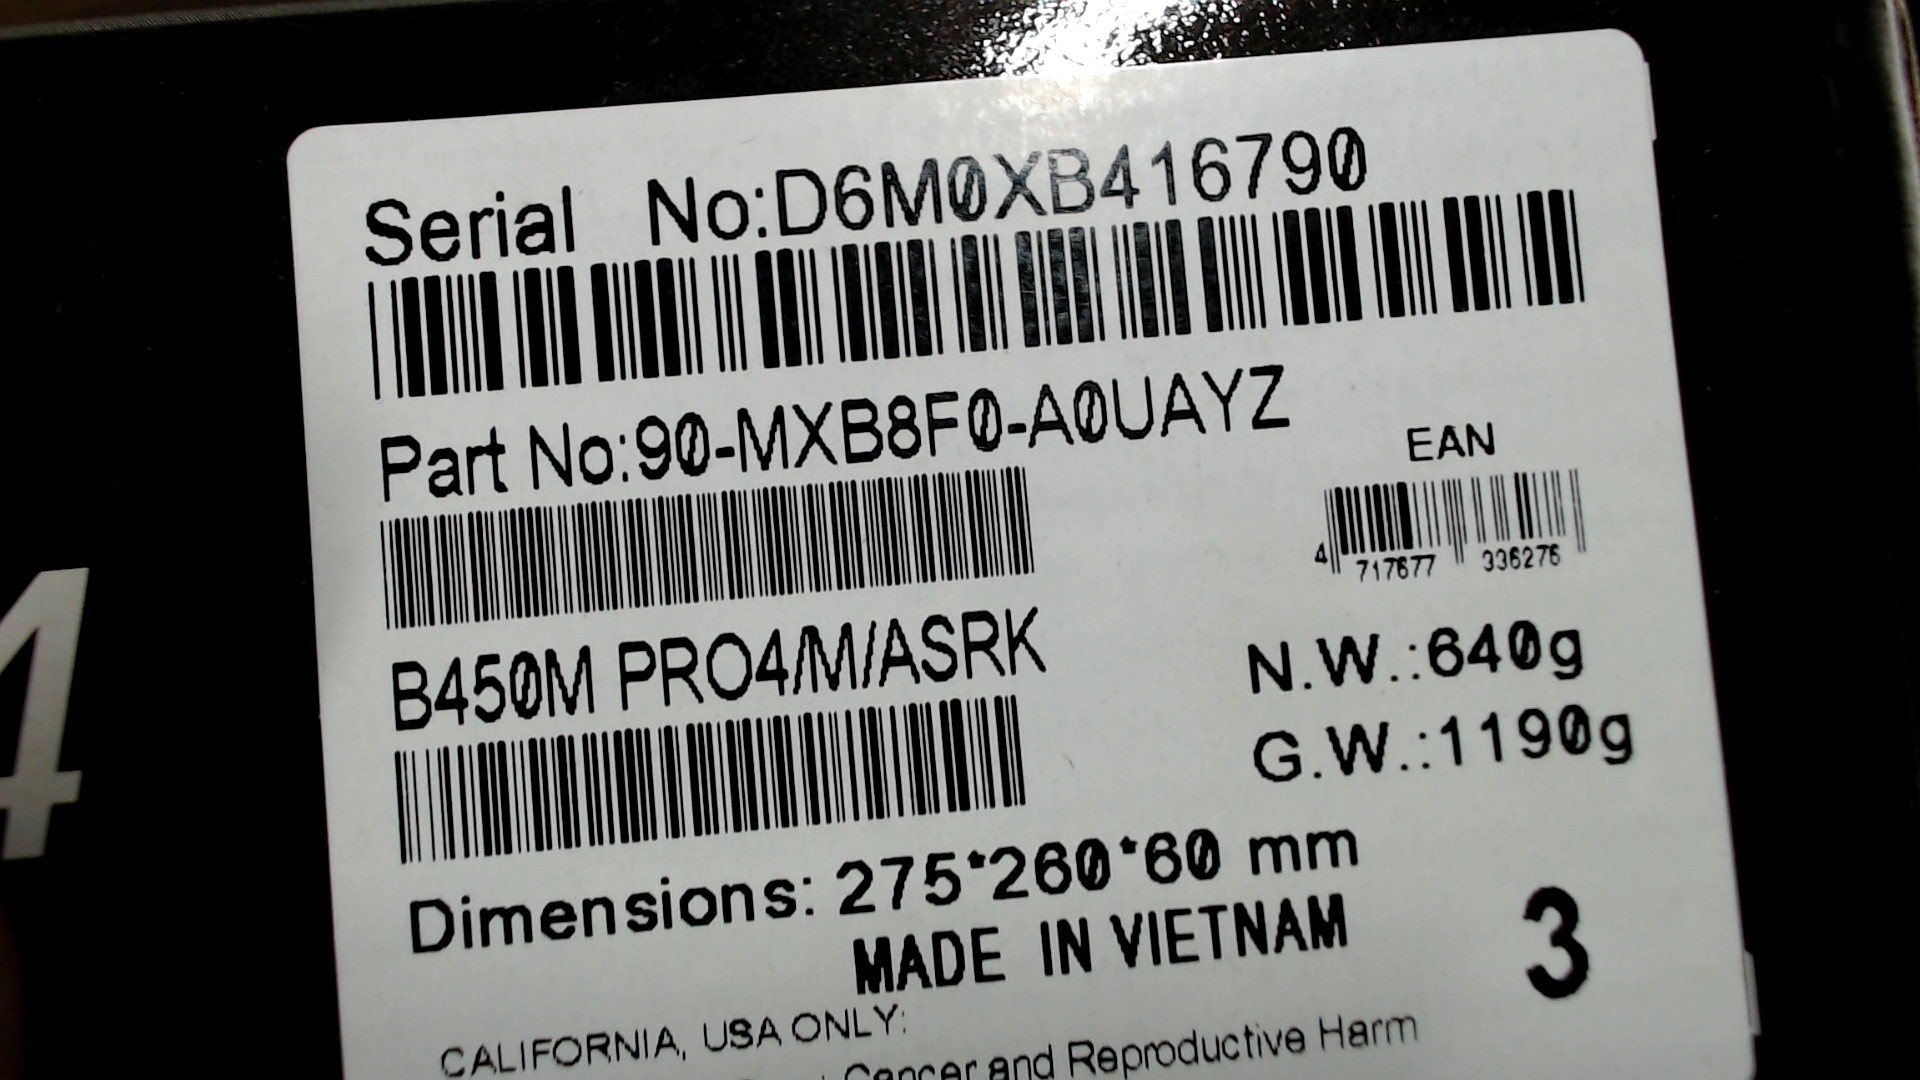 Serial No:D6M0XB416790
Part No:90-MXB8F0-A0UAYZ
EAN
4 717677 336276
B450M PRO4/M/ASRK
N.W.:640g
G.W.:1190g
Dimensions: 275*260*60 mm
MADE IN VIETNAM
3
CALIFORNIA, USA ONLY:
Cancer and Reproductive Harm
4